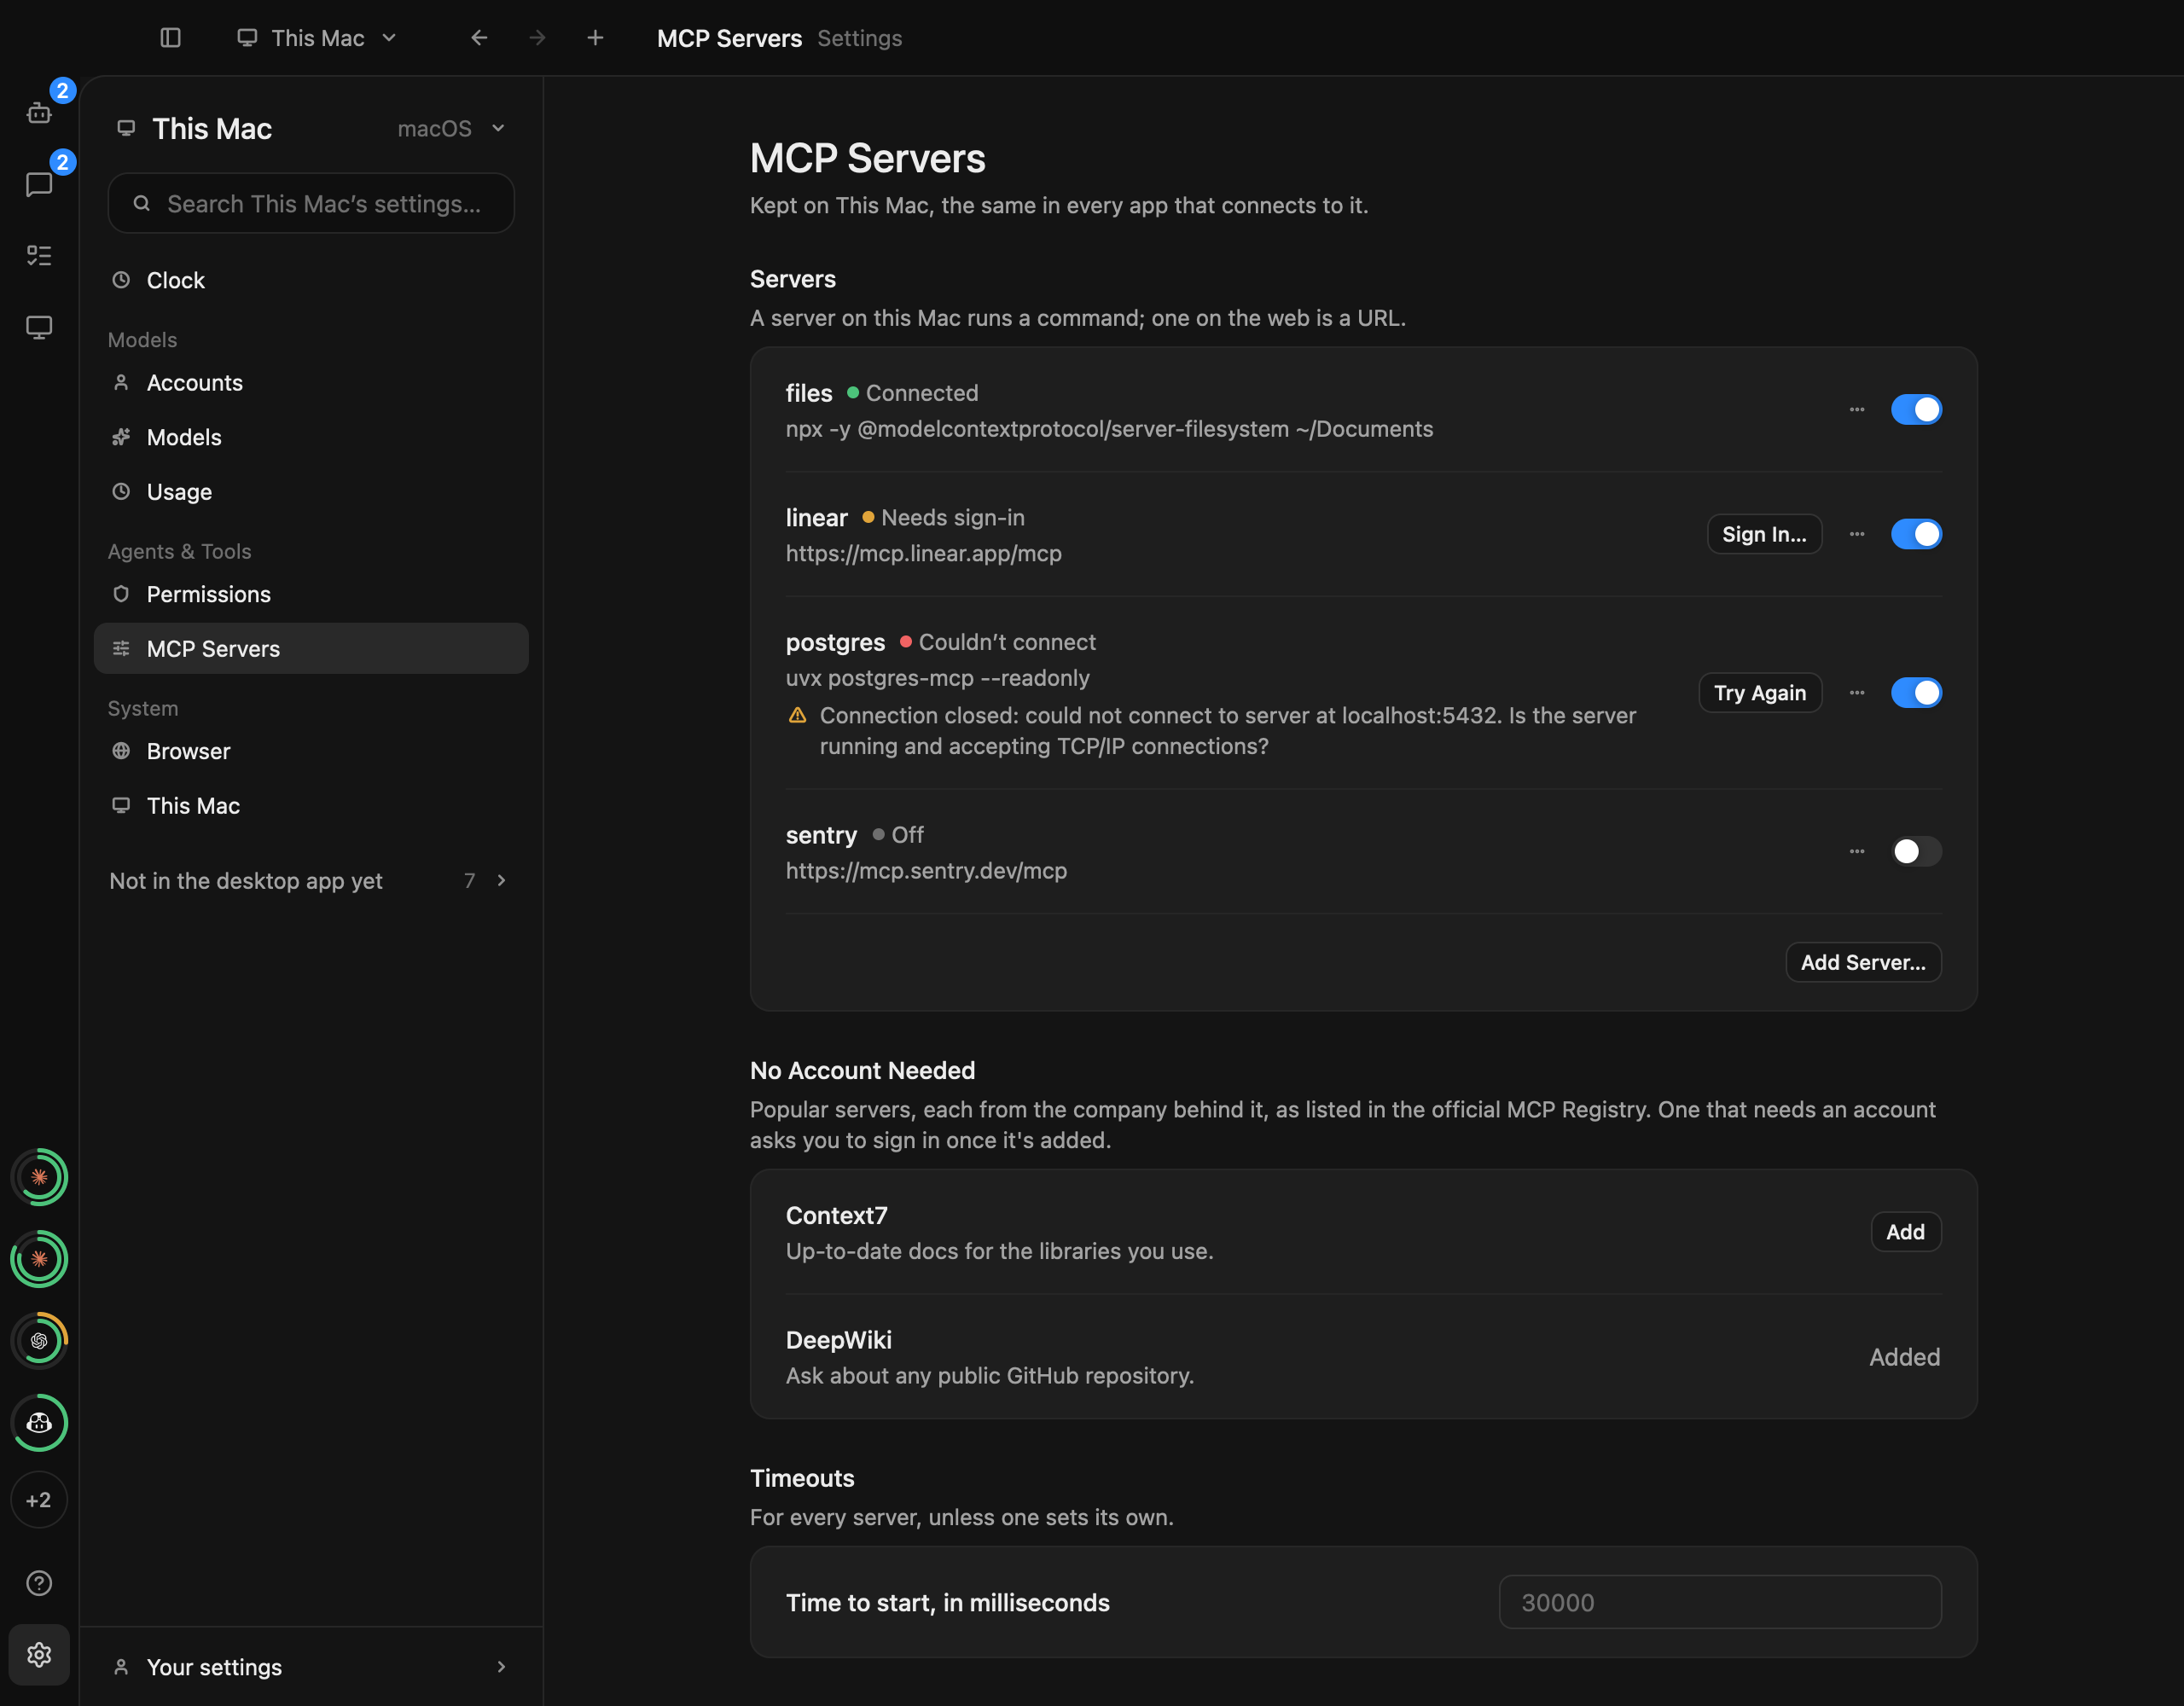 This Mac
MCP Servers Settings
2
2
This Mac macOS
Search This Mac’s settings...
Clock
Models
Accounts
Models
Usage
Agents & Tools
Permissions
MCP Servers
System
Browser
This Mac
Not in the desktop app yet 7
+2
Your settings
MCP Servers
Kept on This Mac, the same in every app that connects to it.
Servers
A server on this Mac runs a command; one on the web is a URL.
files Connected
npx -y @modelcontextprotocol/server-filesystem ~/Documents
linear Needs sign-in
https://mcp.linear.app/mcp
Sign In...
postgres Couldn’t connect
uvx postgres-mcp --readonly
Connection closed: could not connect to server at localhost:5432. Is the server
running and accepting TCP/IP connections?
Try Again
sentry Off
https://mcp.sentry.dev/mcp
Add Server...
No Account Needed
Popular servers, each from the company behind it, as listed in the official MCP Registry. One that needs an account
asks you to sign in once it's added.
Context7
Up-to-date docs for the libraries you use.
Add
DeepWiki
Ask about any public GitHub repository.
Added
Timeouts
For every server, unless one sets its own.
Time to start, in milliseconds
30000